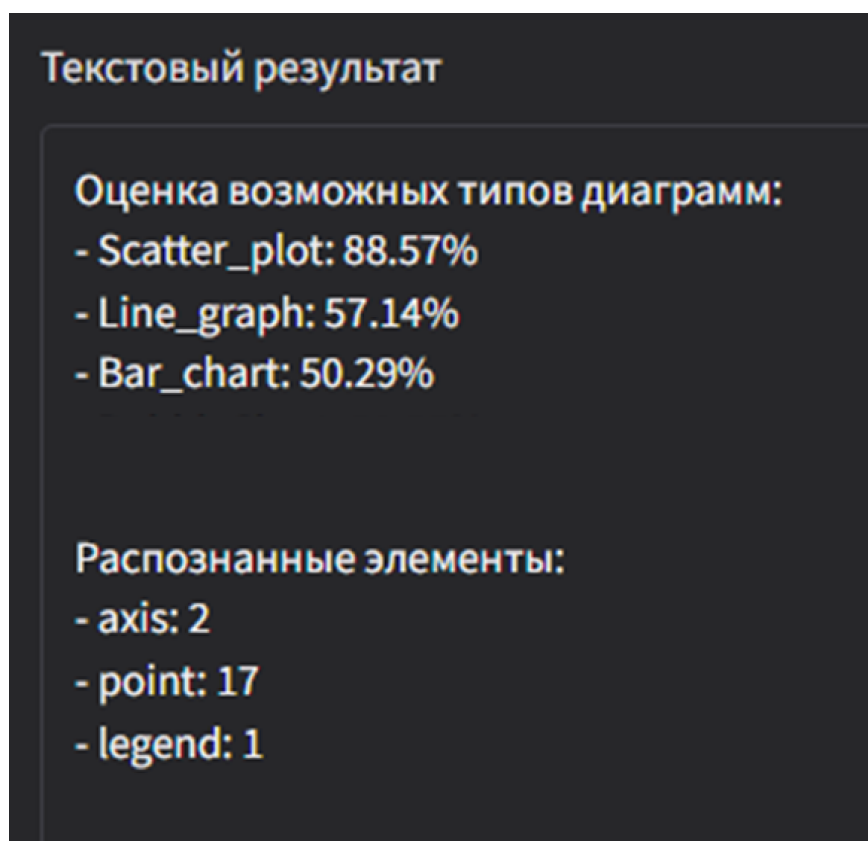 Текстовый результат
Оценка возможных типов диаграмм:
- Scatter_plot: 88.57%
- Line_graph: 57.14%
- Bar_chart: 50.29%
Распознанные элементы:
- axis: 2
- point: 17
- legend: 1